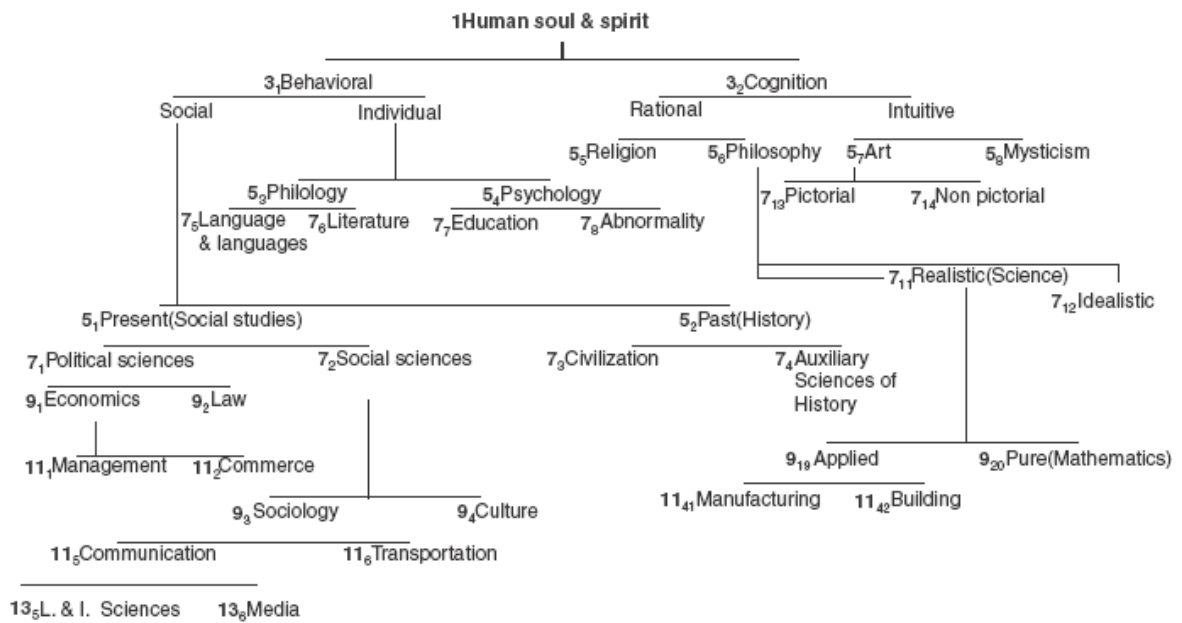 1Human soul & spirit
3₁Behavioral
3₂Cognition
Social
Individual
Rational
Intuitive
5₅Religion
5₆Philosophy
5₇Art
5₈Mysticism
5₃Philology
5₄Psychology
7₁₃Pictorial
7₁₄Non pictorial
7₅Language
& languages
7₆Literature
7₇Education
7₈Abnormality
7₁₁Realistic(Science)
7₁₂Idealistic
5₁Present(Social studies)
5₂Past(History)
7₁Political sciences
7₂Social sciences
7₃Civilization
7₄Auxiliary
Sciences of
History
9₁Economics
9₂Law
11₁Management
11₂Commerce
9₁₉Applied
9₂₀Pure(Mathematics)
11₄₁Manufacturing
11₄₂Building
9₃Sociology
9₄Culture
11₅Communication
11₆Transportation
13₅L. & I. Sciences
13₆Media